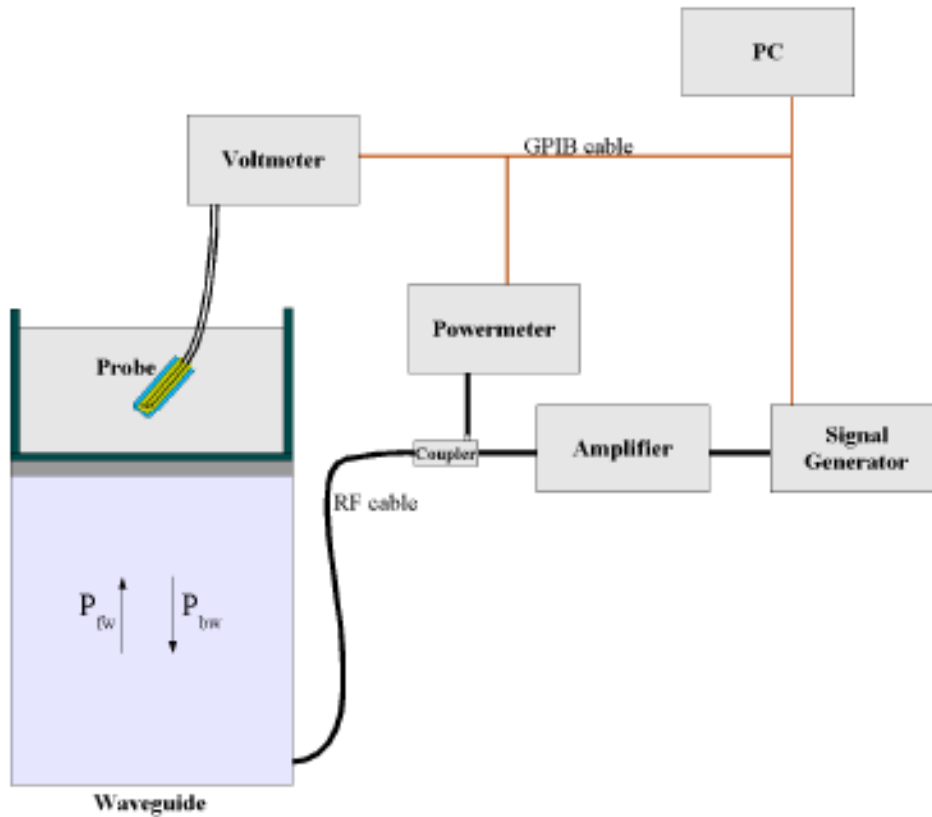 PC
GPIB cable
Voltmeter
Powermeter
Probe
Coupler
Amplifier
Signal
Generator
RF cable
P fw
P bw
Waveguide